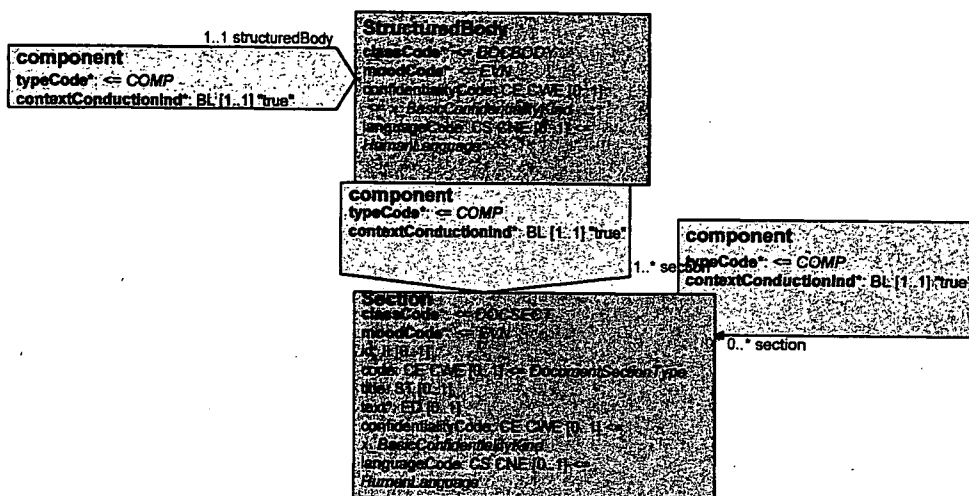 1..1 structuredBody
component
typeCode*: <= COMP
contextConductionInd*: BL [1..1] "true"
StructuredBody
classCode*: <= DOCBODY
moodCode*: <= EVN
confidentialityCode: CE CWE [0..1]
<= x_BasicConfidentialityKind
languageCode: CS CNE [0..1] <=
HumanLanguage
component
typeCode*: <= COMP
contextConductionInd*: BL [1..1] "true"
1..* section
component
typeCode*: <= COMP
contextConductionInd*: BL [1..1] "true"
0..* section
Section
classCode*: <= DOCSECT
moodCode*: <= EVN
id: II [0..1]
code: CE CWE [0..1] <= DocumentSectionType
title: ST [0..1]
text*: ED [0..1]
confidentialityCode: CE CWE [0..1] <=
x_BasicConfidentialityKind
languageCode: CS CNE [0..1] <=
HumanLanguage